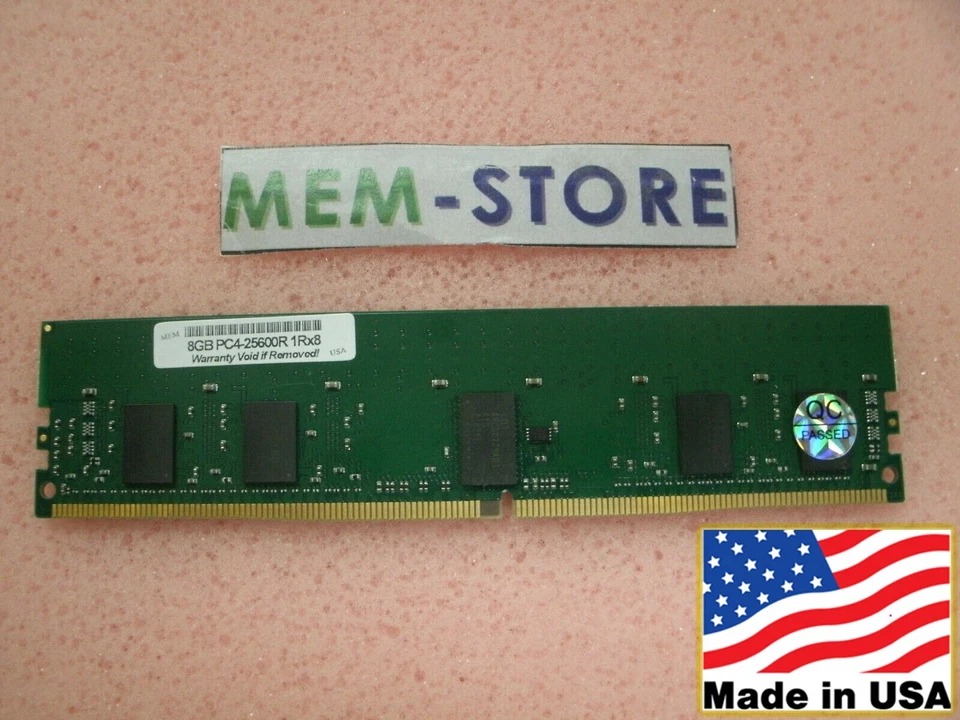 MEM-STORE
MEM
8GB PC4-25600R 1Rx8
Warranty Void if Removed!
USA
QC
PASSED
Made in USA